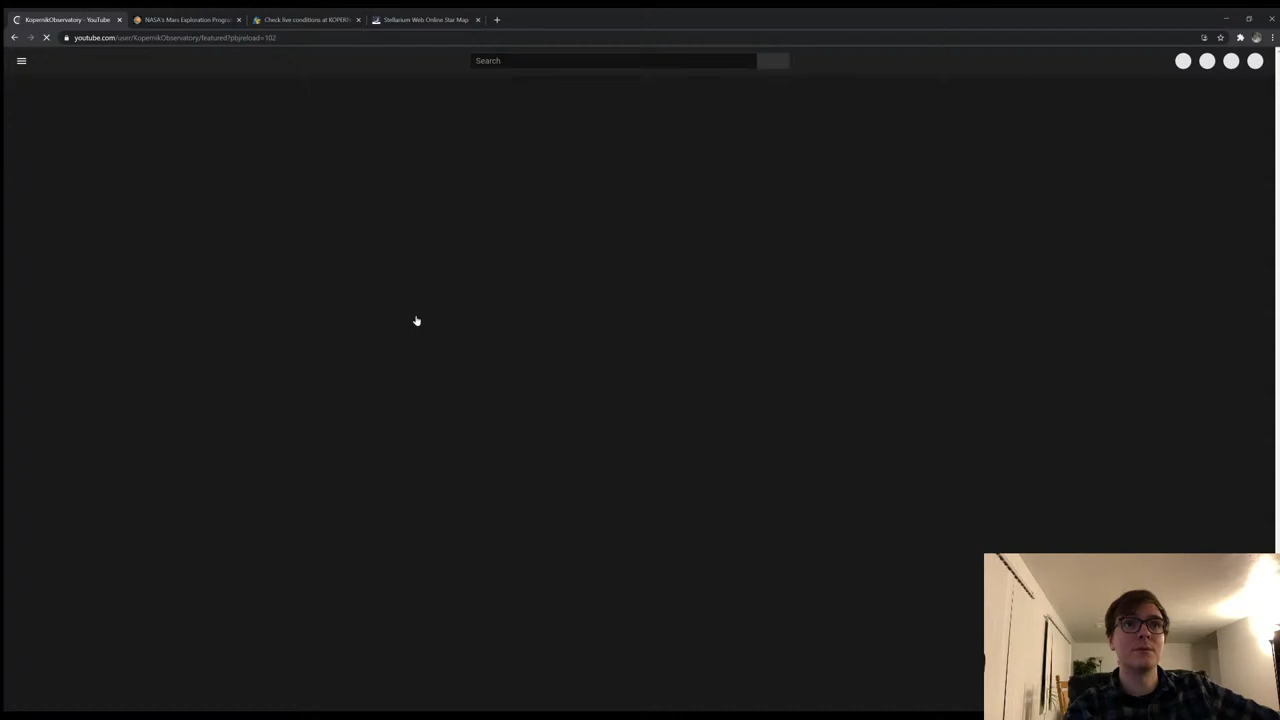 KopernikObservatory - YouTube
NASA's Mars Exploration Progra
Check live conditions at KOPERN
Stellarium Web Online Star Map
youtube.com/user/KopernikObservatory/featured?pbjreload=102
Search